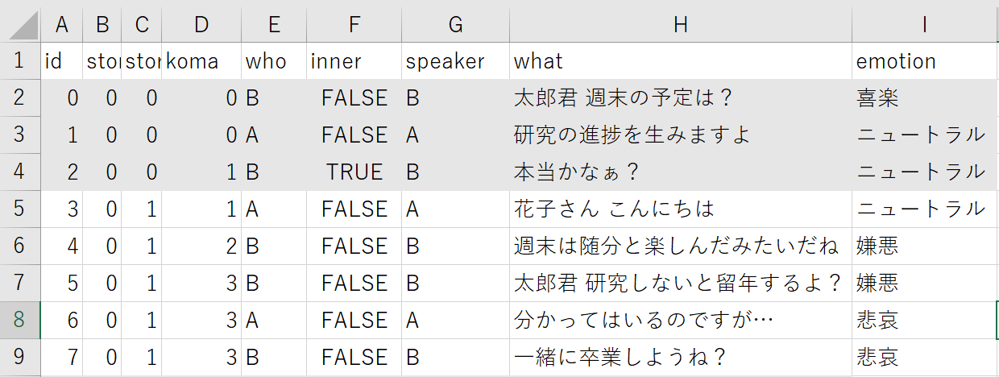 A B C D E F G H I
1 id stor stor koma who inner speaker what emotion
2 0 0 0 0 B FALSE B 太郎君 週末の予定は？ 喜楽
3 1 0 0 0 A FALSE A 研究の進捗を生みますよ ニュートラル
4 2 0 0 1 B TRUE B 本当かなぁ？ ニュートラル
5 3 0 1 1 A FALSE A 花子さん こんにちは ニュートラル
6 4 0 1 2 B FALSE B 週末は随分と楽しんだみたいだね 嫌悪
7 5 0 1 3 B FALSE B 太郎君 研究しないと留年するよ？ 嫌悪
8 6 0 1 3 A FALSE A 分かってはいるのですが… 悲哀
9 7 0 1 3 B FALSE B 一緒に卒業しようね？ 悲哀